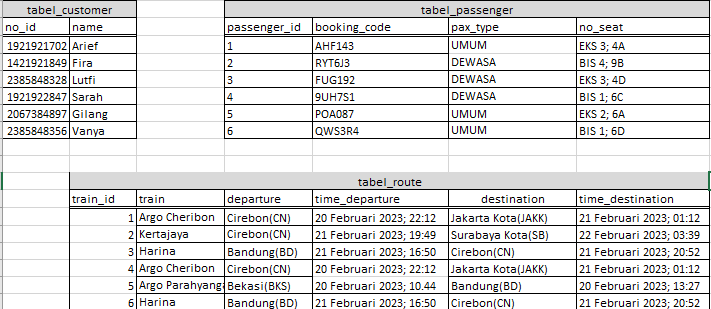 tabel_customer tabel_passenger
no_id name passenger_id booking_code pax_type no_seat
1921921702 Arief 1 AHF143 UMUM EKS 3; 4A
1421921849 Fira 2 RYT6J3 DEWASA BIS 4; 9B
2385848328 Lutfi 3 FUG192 DEWASA EKS 3; 4D
1921922847 Sarah 4 9UH7S1 DEWASA BIS 1; 6C
2067384897 Gilang 5 POA087 UMUM EKS 2; 6A
2385848356 Vanya 6 QWS3R4 UMUM BIS 1; 6D
tabel_route
train_id train departure time_departure destination time_destination
1 Argo Cheribon Cirebon(CN) 20 Februari 2023; 22:12 Jakarta Kota(JAKK) 21 Februari 2023; 01:12
2 Kertajaya Cirebon(CN) 21 Februari 2023; 19:49 Surabaya Kota(SB) 22 Februari 2023; 03:39
3 Harina Bandung(BD) 21 Februari 2023; 16:50 Cirebon(CN) 21 Februari 2023; 20:52
4 Argo Cheribon Cirebon(CN) 20 Februari 2023; 22:12 Jakarta Kota(JAKK) 21 Februari 2023; 01:12
5 Argo Parahyang Bekasi(BKS) 20 Februari 2023; 10.44 Bandung(BD) 20 Februari 2023; 13:27
6 Harina Bandung(BD) 21 Februari 2023; 16:50 Cirebon(CN) 21 Februari 2023; 20:52